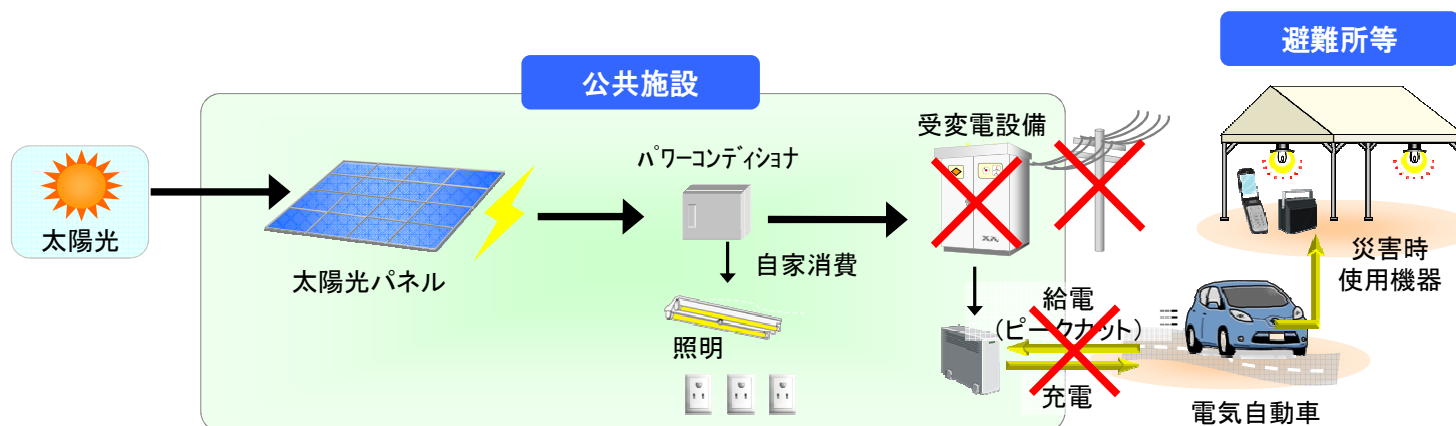 避難所等
公共施設
受変電設備
ﾊﾟﾜｰｺﾝﾃﾞｨｼｮﾅ
太陽光
太陽光パネル
自家消費
照明
給電
（ピークカット）
充電
災害時
使用機器
電気自動車